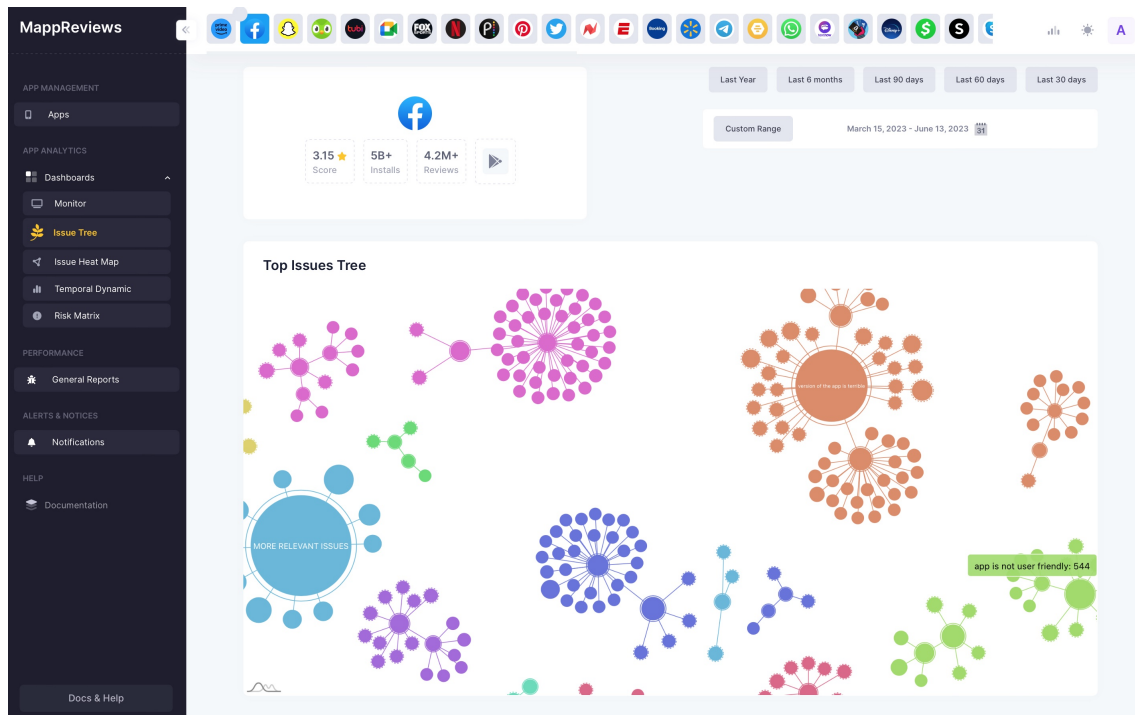 MappReviews
prime video
tubi
FOX
N
P
Booking
Disney+
$
S
A
APP MANAGEMENT
Apps
APP ANALYTICS
Dashboards
Monitor
Issue Tree
Issue Heat Map
Temporal Dynamic
Risk Matrix
PERFORMANCE
General Reports
ALERTS & NOTICES
Notifications
HELP
Documentation
Docs & Help
3.15
Score
5B+
Installs
4.2M+
Reviews
Last Year
Last 6 months
Last 90 days
Last 60 days
Last 30 days
Custom Range
March 15, 2023 - June 13, 2023
31
Top Issues Tree
version of the app is terrible
MORE RELEVANT ISSUES
app is not user friendly: 544